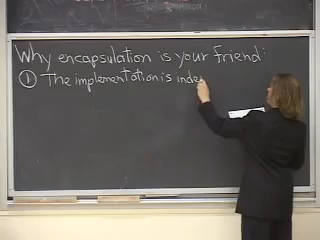 Why encapsulation is your friend:
① The implementation is inde